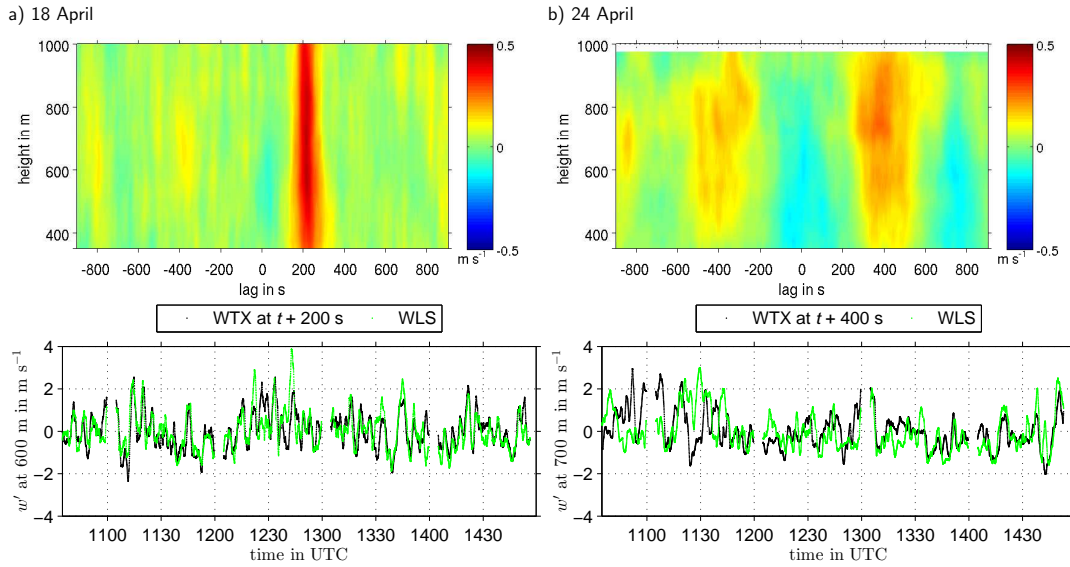 a) 18 April
1000
800
600
400
height in m
-800 -600 -400 -200 0 200 400 600 800
lag in s
0.5
0
-0.5
m s⁻¹
WTX at t + 200 s WLS
4
2
0
−2
−4
w′ at 600 m in m s⁻¹
1100 1130 1200 1230 1300 1330 1400 1430
time in UTC
b) 24 April
1000
800
600
400
height in m
-800 -600 -400 -200 0 200 400 600 800
lag in s
0.5
0
-0.5
m s⁻¹
WTX at t + 400 s WLS
4
2
0
−2
−4
w′ at 700 m in m s⁻¹
1100 1130 1200 1230 1300 1330 1400 1430
time in UTC